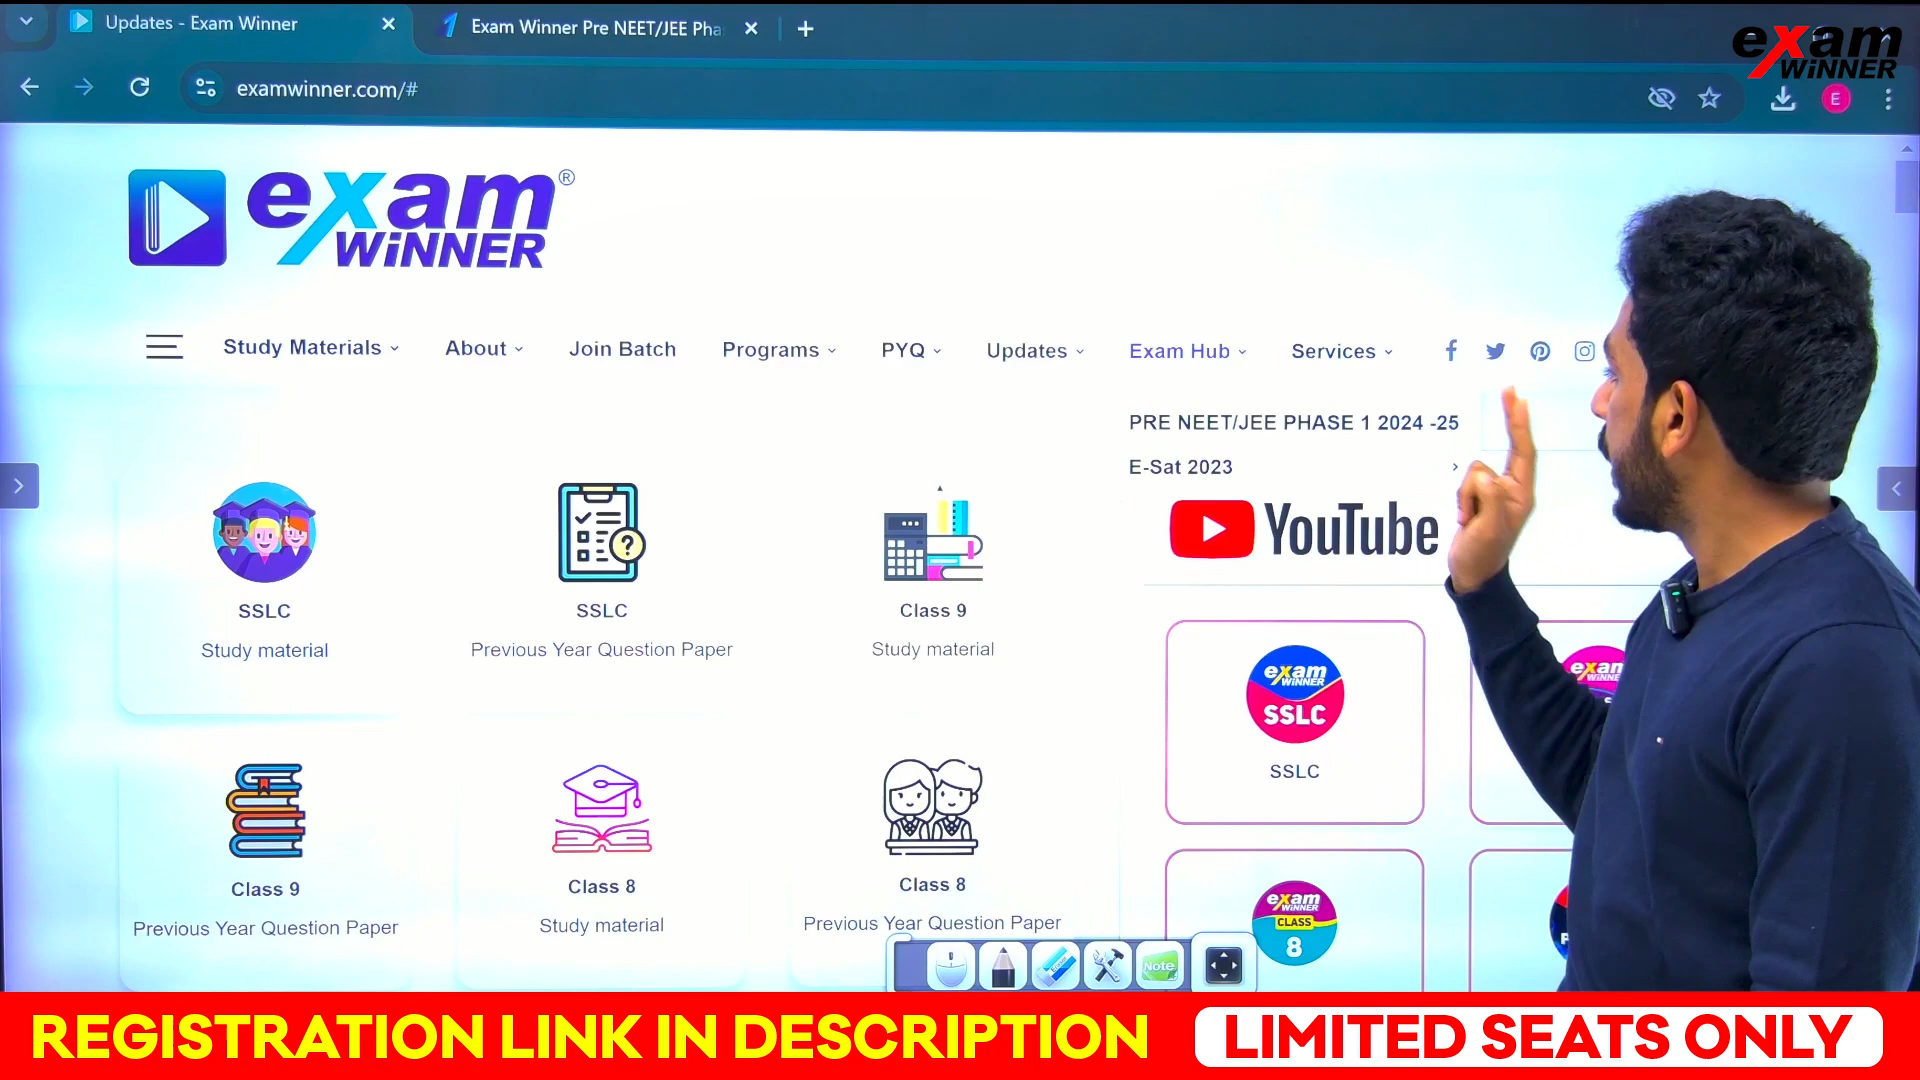 Updates - Exam Winner
Exam Winner Pre NEET/JEE Pha
exam
WiNNER
examwinner.com/#
E
exam®
WiNNER
Study Materials
About
Join Batch
Programs
PYQ
Updates
Exam Hub
Services
PRE NEET/JEE PHASE 1 2024 -25
E-Sat 2023
YouTube
SSLC
Study material
SSLC
Previous Year Question Paper
Class 9
Study material
exam
WiNNER
SSLC
SSLC
exam
WiNNE
Class 9
Previous Year Question Paper
Class 8
Study material
Class 8
Previous Year Question Paper
exam
WiNNER
CLASS
8
Note
REGISTRATION LINK IN DESCRIPTION
LIMITED SEATS ONLY